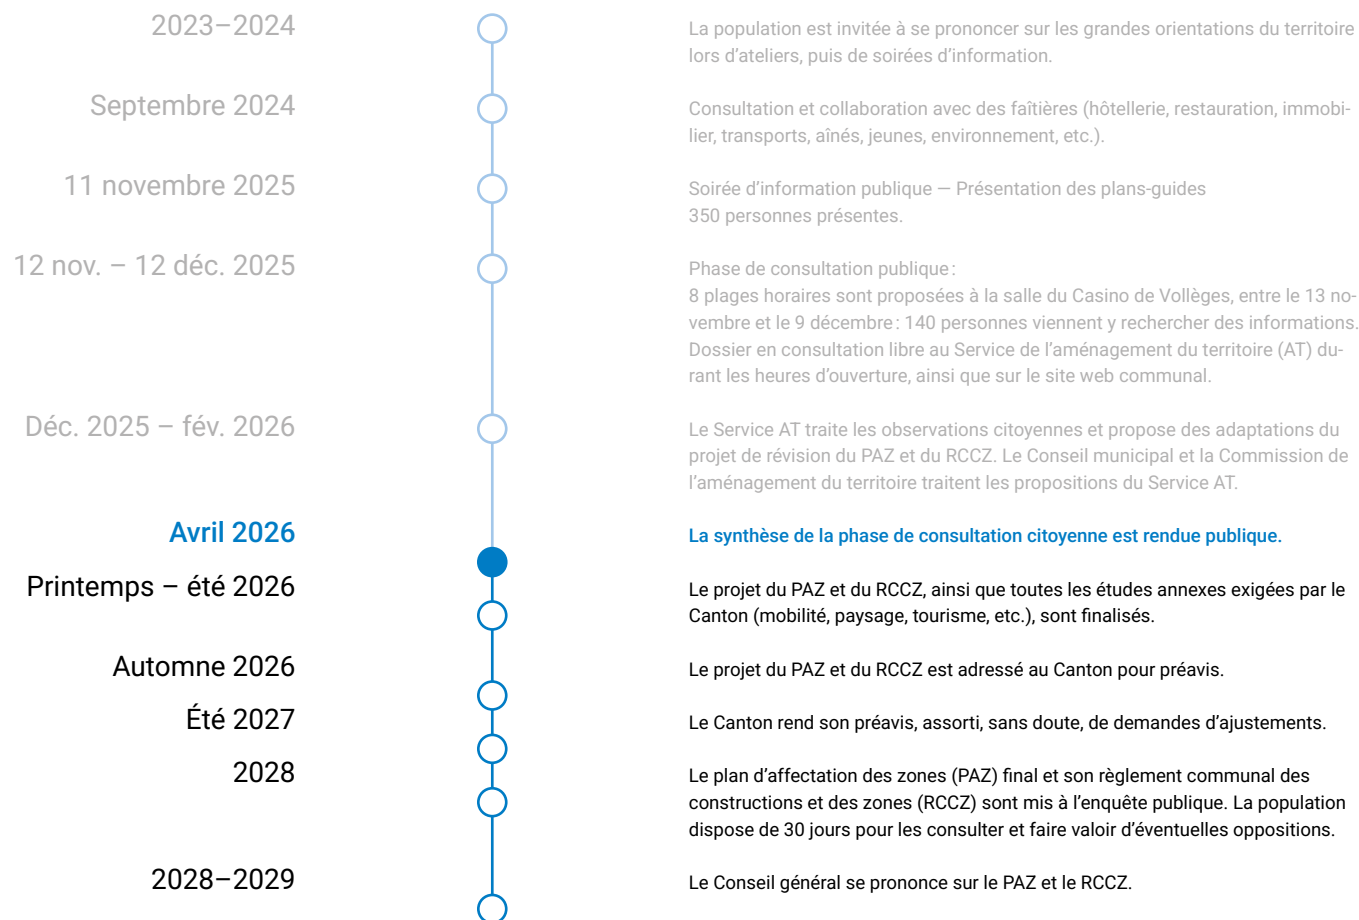 2023–2024
La population est invitée à se prononcer sur les grandes orientations du territoire
lors d’ateliers, puis de soirées d’information.
Septembre 2024
Consultation et collaboration avec des faîtières (hôtellerie, restauration, immobi-
lier, transports, aînés, jeunes, environnement, etc.).
11 novembre 2025
Soirée d’information publique — Présentation des plans-guides
350 personnes présentes.
12 nov. – 12 déc. 2025
Phase de consultation publique :
8 plages horaires sont proposées à la salle du Casino de Vollèges, entre le 13 no-
vembre et le 9 décembre : 140 personnes viennent y rechercher des informations.
Dossier en consultation libre au Service de l’aménagement du territoire (AT) du-
rant les heures d’ouverture, ainsi que sur le site web communal.
Déc. 2025 – fév. 2026
Le Service AT traite les observations citoyennes et propose des adaptations du
projet de révision du PAZ et du RCCZ. Le Conseil municipal et la Commission de
l’aménagement du territoire traitent les propositions du Service AT.
Avril 2026
La synthèse de la phase de consultation citoyenne est rendue publique.
Printemps – été 2026
Le projet du PAZ et du RCCZ, ainsi que toutes les études annexes exigées par le
Canton (mobilité, paysage, tourisme, etc.), sont finalisés.
Automne 2026
Le projet du PAZ et du RCCZ est adressé au Canton pour préavis.
Été 2027
Le Canton rend son préavis, assorti, sans doute, de demandes d’ajustements.
2028
Le plan d’affectation des zones (PAZ) final et son règlement communal des
constructions et des zones (RCCZ) sont mis à l’enquête publique. La population
dispose de 30 jours pour les consulter et faire valoir d’éventuelles oppositions.
2028–2029
Le Conseil général se prononce sur le PAZ et le RCCZ.